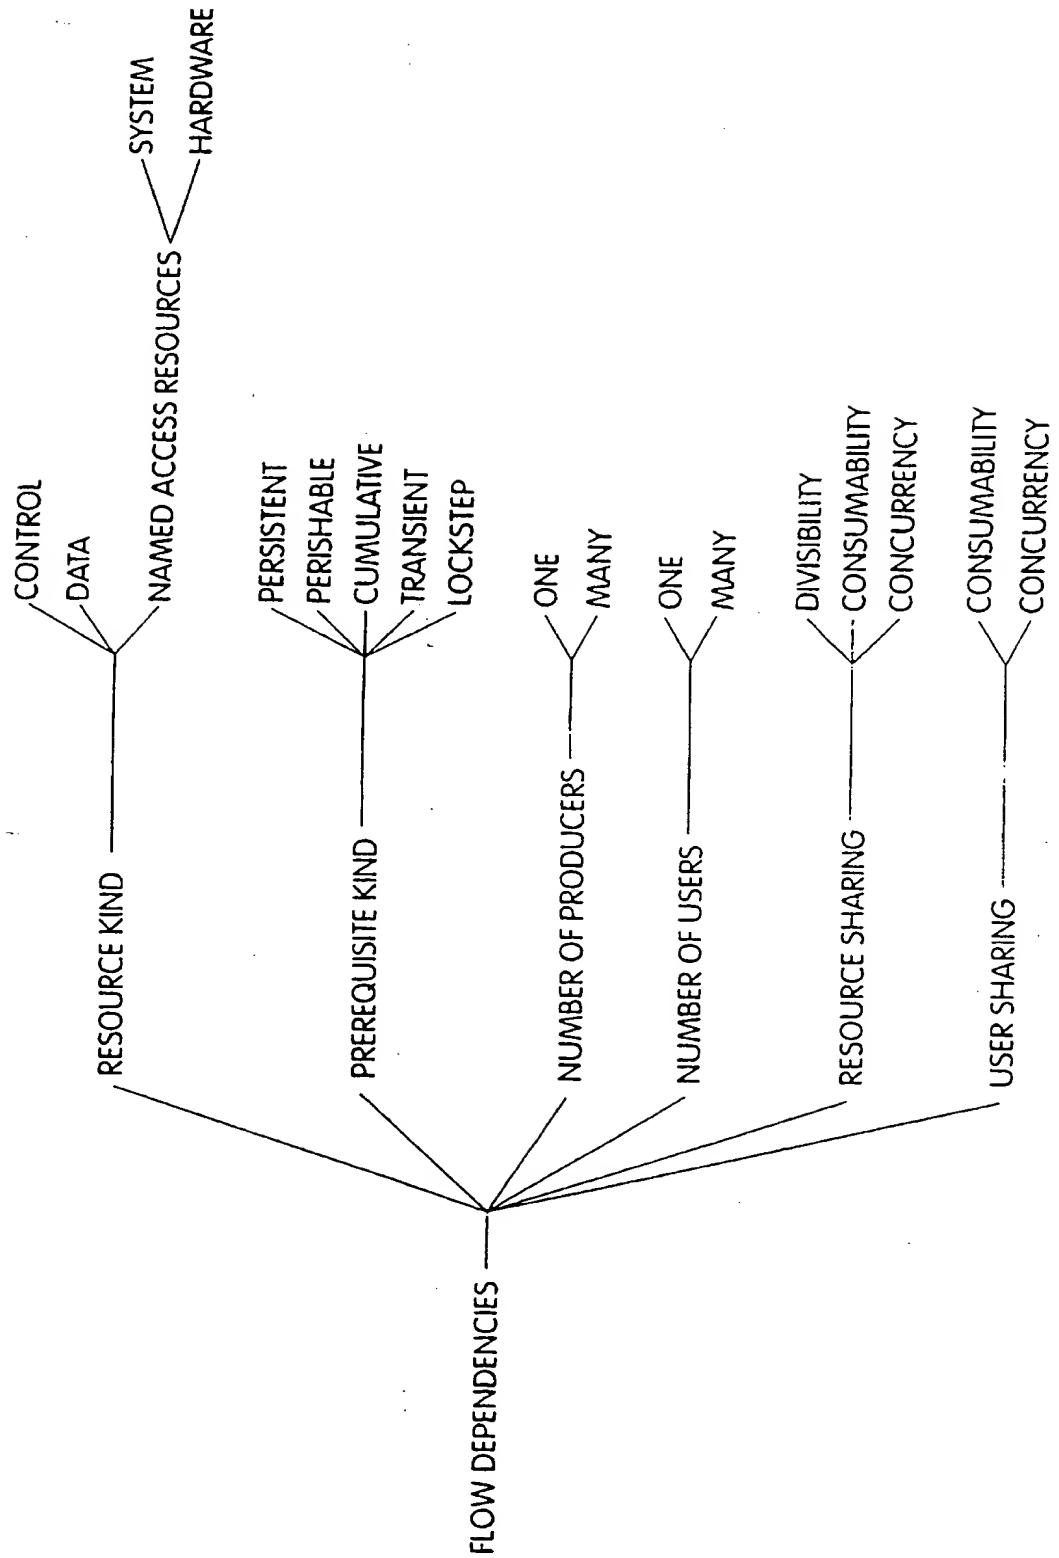 FLOW DEPENDENCIES
RESOURCE KIND
CONTROL
DATA
NAMED ACCESS RESOURCES
SYSTEM
HARDWARE
PREREQUISITE KIND
PERSISTENT
PERISHABLE
CUMULATIVE
TRANSIENT
LOCKSTEP
NUMBER OF PRODUCERS
ONE
MANY
NUMBER OF USERS
ONE
MANY
RESOURCE SHARING
DIVISIBILITY
CONSUMABILITY
CONCURRENCY
USER SHARING
CONSUMABILITY
CONCURRENCY